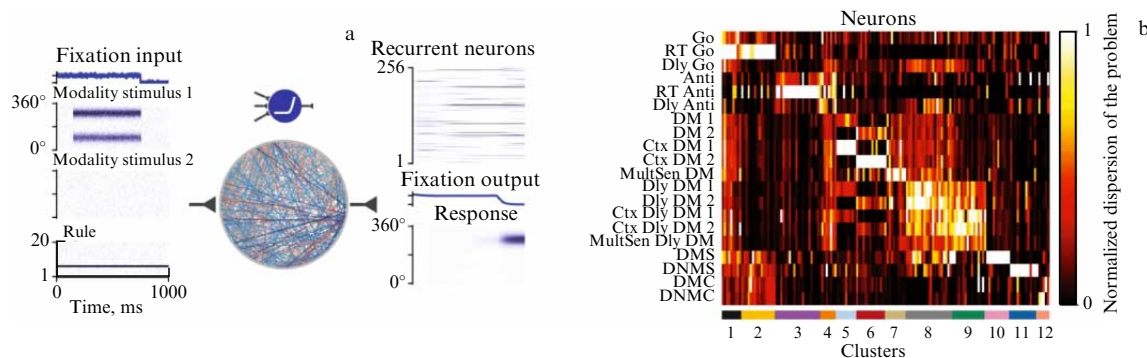 a
Fixation input
Modality stimulus 1
360°
0°
Modality stimulus 2
20
Rule
1
0
1000
Time, ms
Recurrent neurons
256
1
Fixation output
Response
360°
0°
b
Neurons
Go
RT Go
Dly Go
Anti
RT Anti
Dly Anti
DM 1
DM 2
Ctx DM 1
Ctx DM 2
MultSen DM
Dly DM 1
Dly DM 2
Ctx Dly DM 1
Ctx Dly DM 2
MultSen Dly DM
DMS
DNMS
DMC
DNMC
1 2 3 4 5 6 7 8 9 10 11 12
Clusters
1
0
Normalized dispersion of the problem